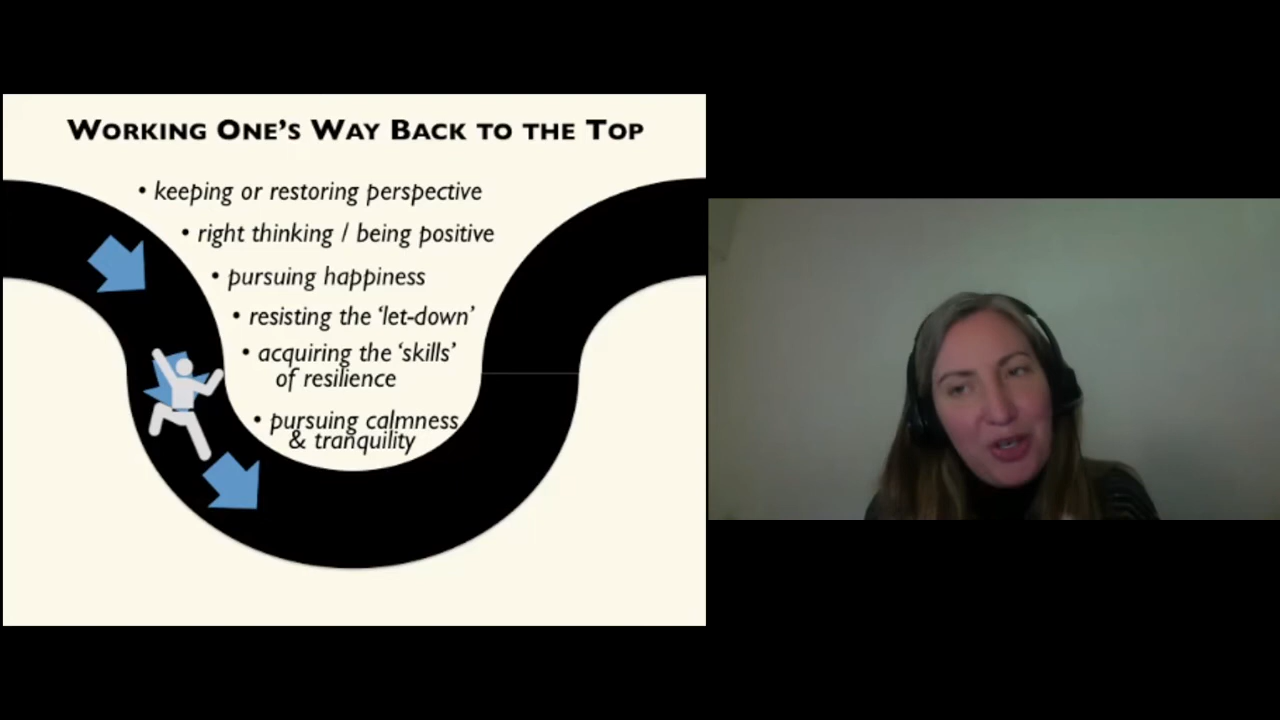 WORKING ONE'S WAY BACK TO THE TOP
• keeping or restoring perspective
• right thinking / being positive
• pursuing happiness
• resisting the 'let-down'
• acquiring the 'skills'
of resilience
• pursuing calmness
& tranquility